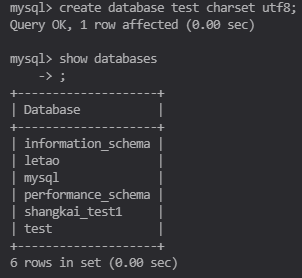 mysql> create database test charset utf8;
Query OK, 1 row affected (0.00 sec)
mysql> show databases
    -> ;
+--------------------+
| Database           |
+--------------------+
| information_schema |
| letao              |
| mysql              |
| performance_schema |
| shangkai_test1     |
| test               |
+--------------------+
6 rows in set (0.00 sec)